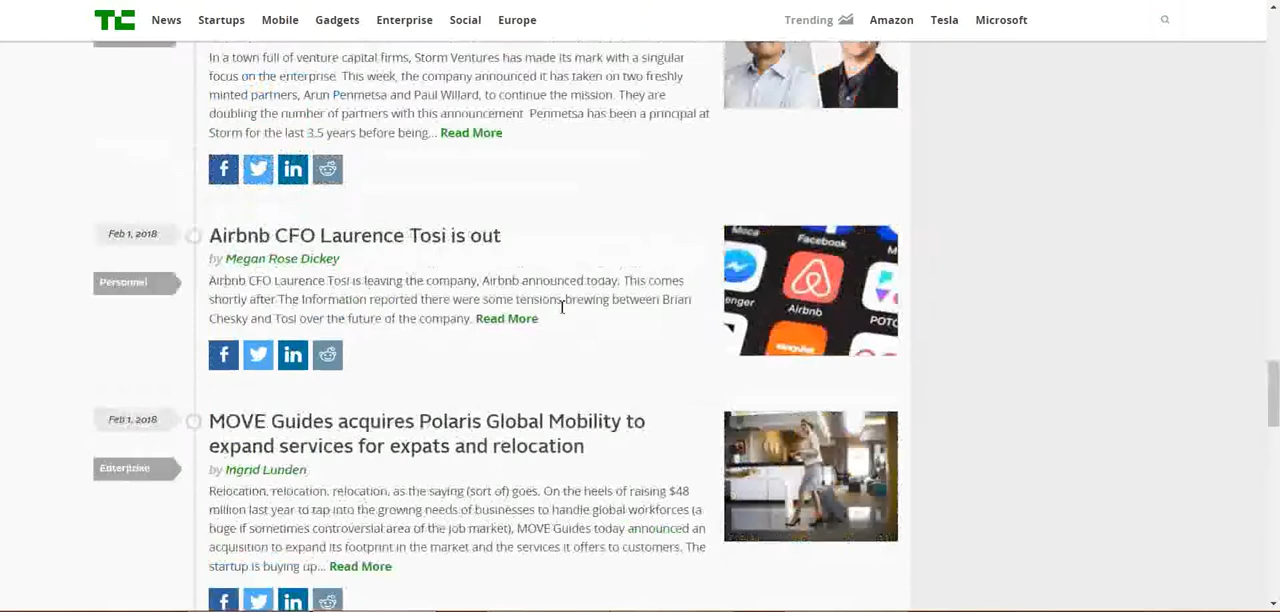 TC News Startups Mobile Gadgets Enterprise Social Europe Trending Amazon Tesla Microsoft
In a town full of venture capital firms, Storm Ventures has made its mark with a singular
focus on the enterprise. This week, the company announced it has taken on two freshly
minted partners, Arun Penmetsa and Paul Willard, to continue the mission. They are
doubling the number of partners with this announcement. Penmetsa has been a principal at
Storm for the last 3.5 years before being... Read More
f in
Feb 1, 2018
Airbnb CFO Laurence Tosi is out
by Megan Rose Dickey
Personnel
Airbnb CFO Laurence Tosi is leaving the company, Airbnb announced today. This comes
shortly after The Information reported there were some tensions brewing between Brian
Chesky and Tosi over the future of the company. Read More
Moca
Facebook
enger
Airbnb
POTO
f in
Feb 1, 2018
MOVE Guides acquires Polaris Global Mobility to
expand services for expats and relocation
by Ingrid Lunden
Enterprise
Relocation, relocation, relocation, as the saying (sort of) goes. On the heels of raising $48
million last year to tap into the growing needs of businesses to handle global workforces (a
huge if sometimes controversial area of the job market), MOVE Guides today announced an
acquisition to expand its footprint in the market and the services it offers to customers. The
startup is buying up... Read More
f in